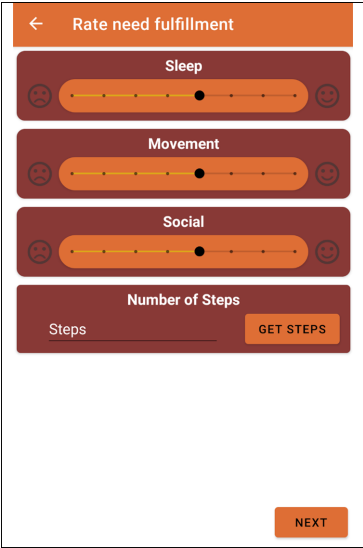 Rate need fulfillment
Sleep
Movement
Social
Number of Steps
Steps
GET STEPS
NEXT